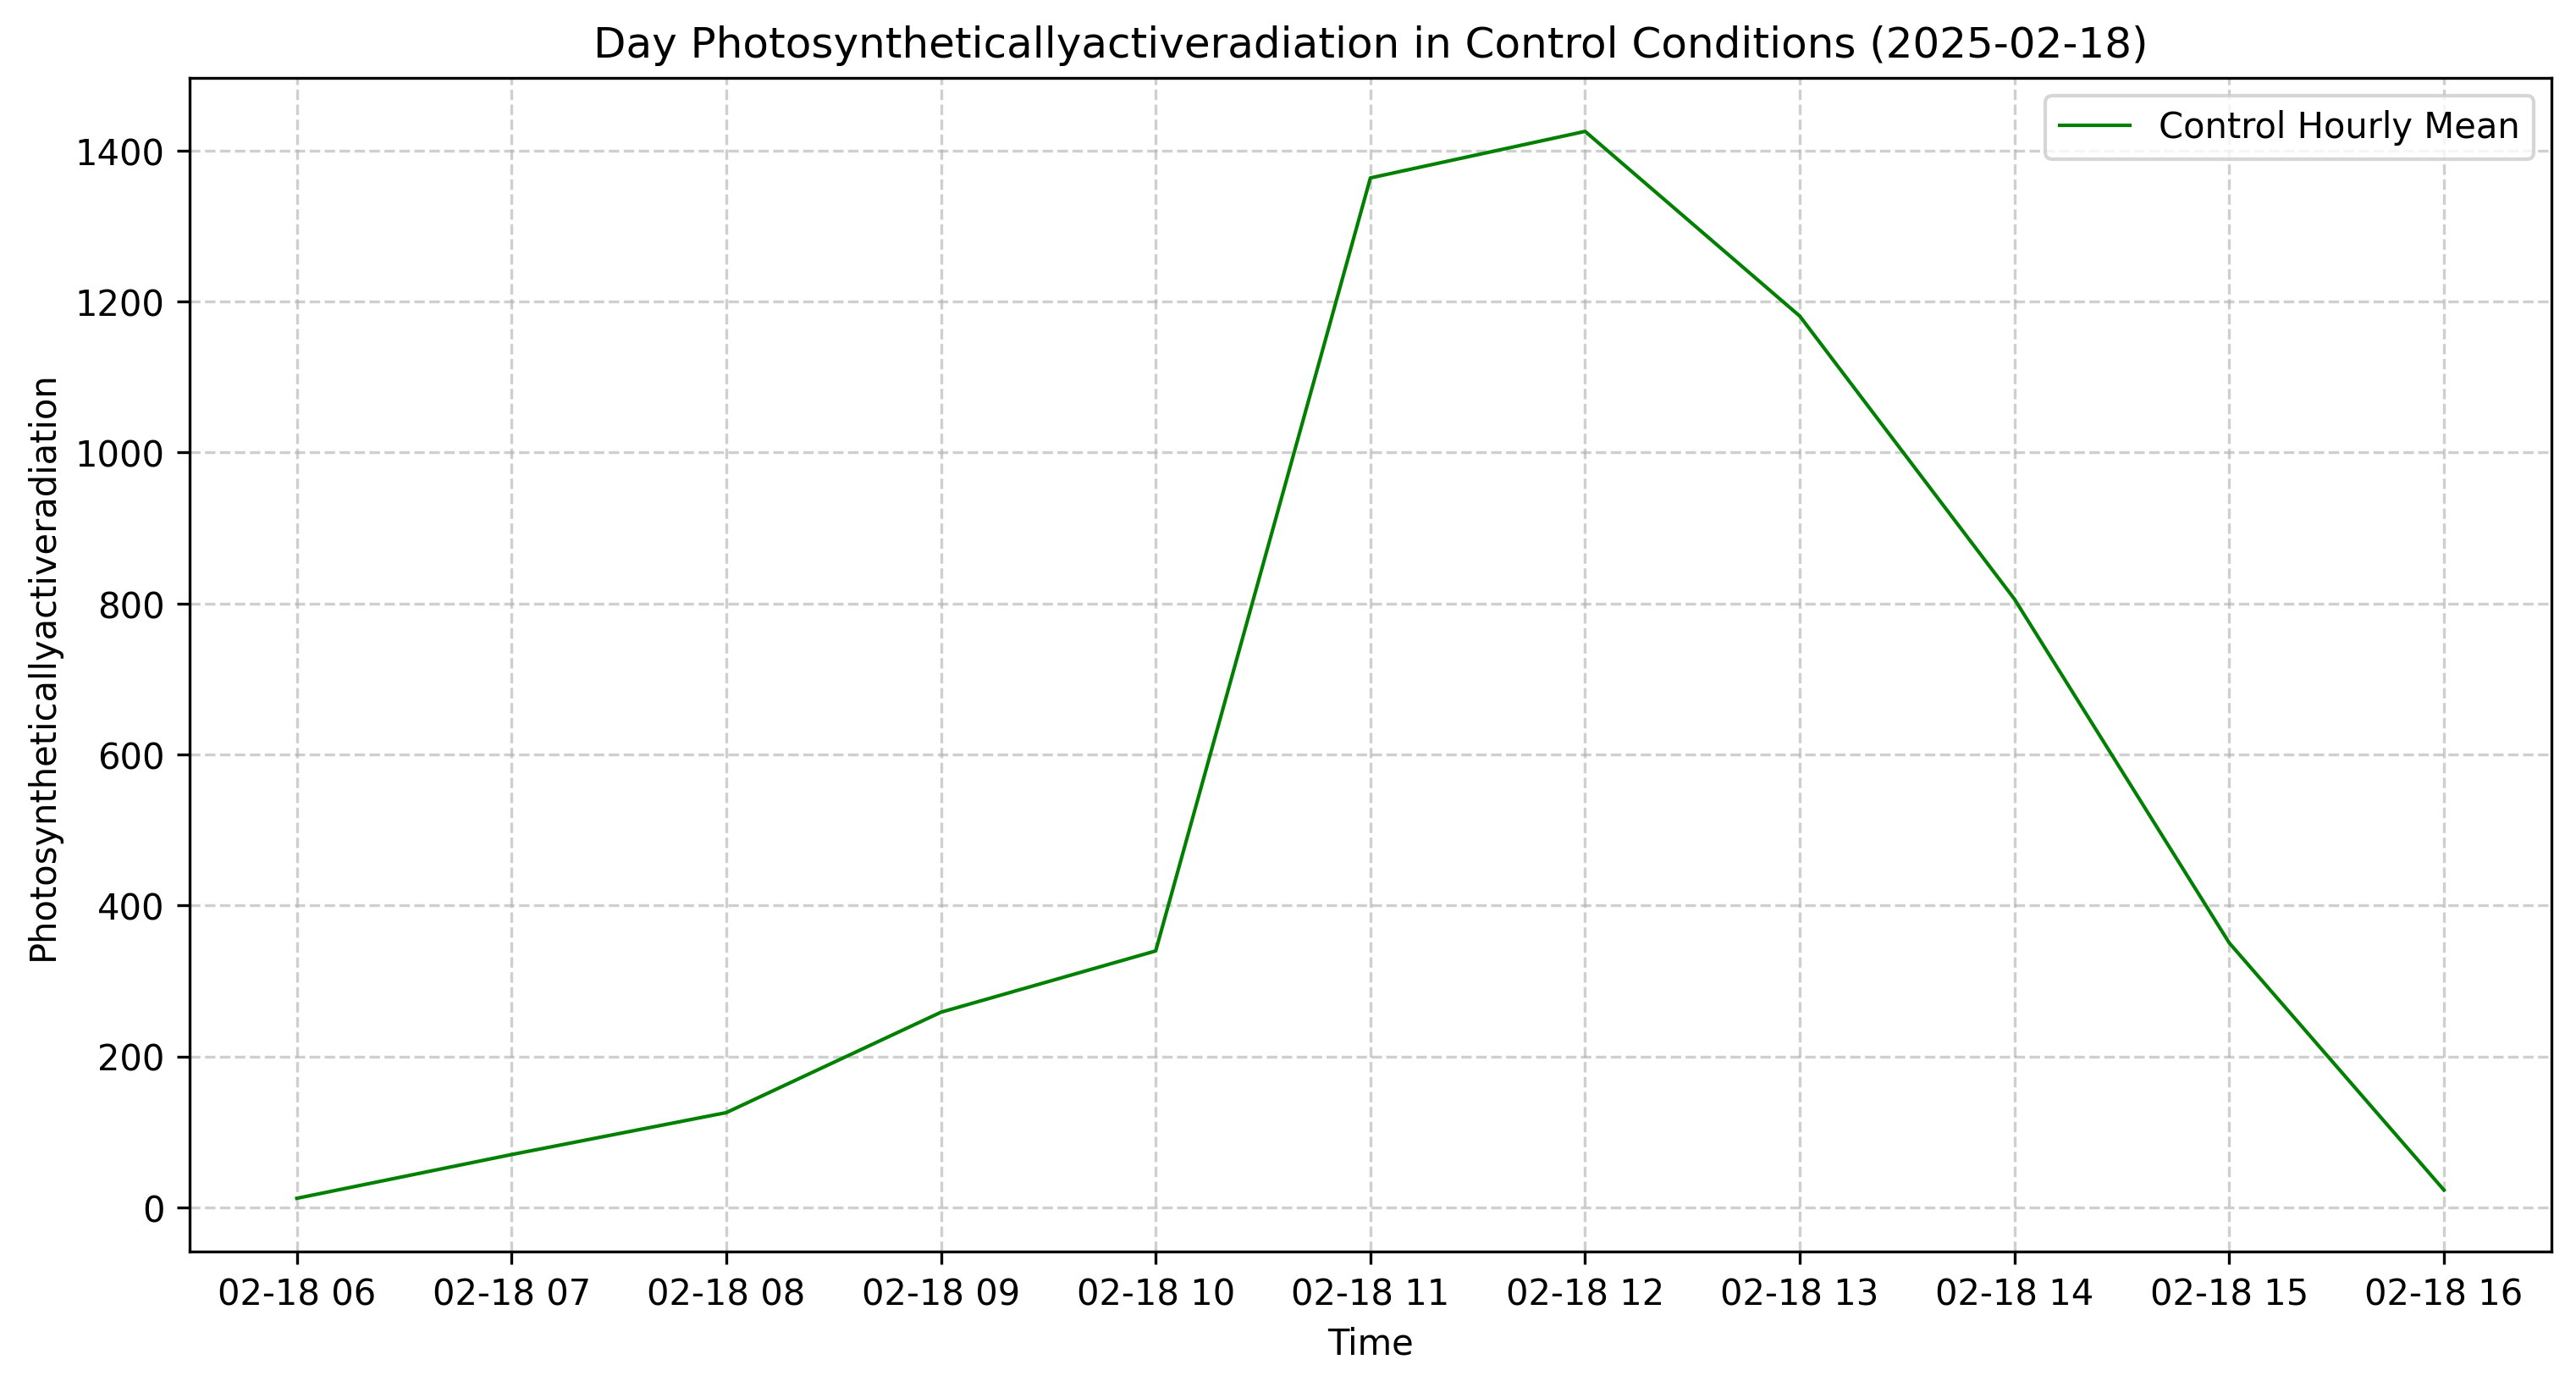 Day Photosyntheticallyactiveradiation in Control Conditions (2025-02-18)
Control Hourly Mean
Photosyntheticallyactiveradiation
1400
1200
1000
800
600
400
200
0
02-18 06 02-18 07 02-18 08 02-18 09 02-18 10 02-18 11 02-18 12 02-18 13 02-18 14 02-18 15 02-18 16
Time